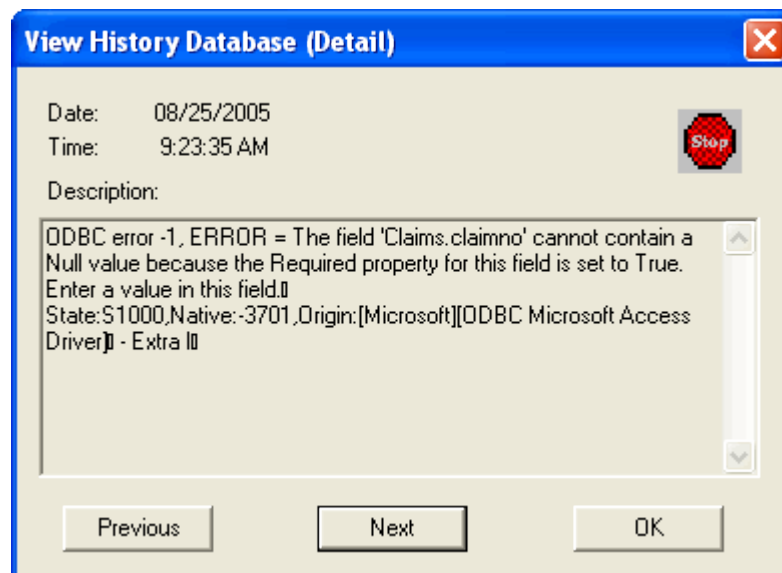 View History Database (Detail)
Date: 08/25/2005
Time: 9:23:35 AM
Stop
Description:
ODBC error -1, ERROR = The field 'Claims.claimno' cannot contain a
Null value because the Required property for this field is set to True.
Enter a value in this field.▯
State:S1000,Native:-3701,Origin:[Microsoft][ODBC Microsoft Access
Driver]▯ - Extra I▯
Previous
Next
OK